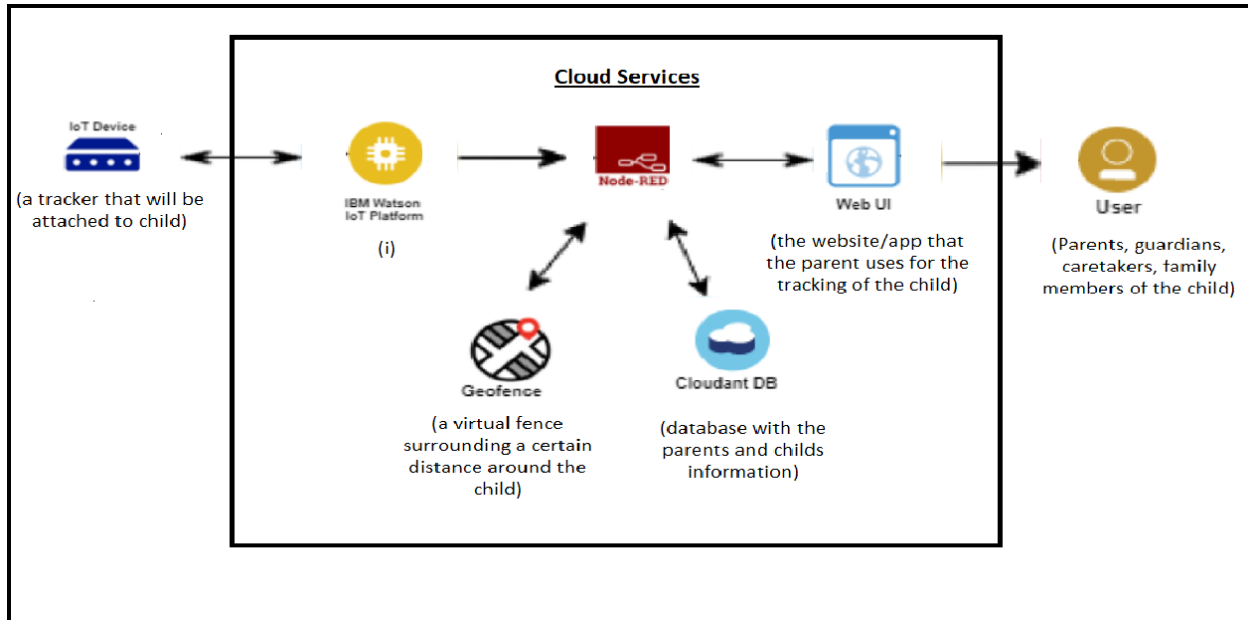 Cloud Services
IoT Device
(a tracker that will be
attached to child)
IBM Watson
IoT Platform
(i)
Node-RED
Web UI
(the website/app that
the parent uses for the
tracking of the child)
User
(Parents, guardians,
caretakers, family
members of the child)
Geofence
(a virtual fence
surrounding a certain
distance around the
child)
Cloudant DB
(database with the
parents and childs
information)